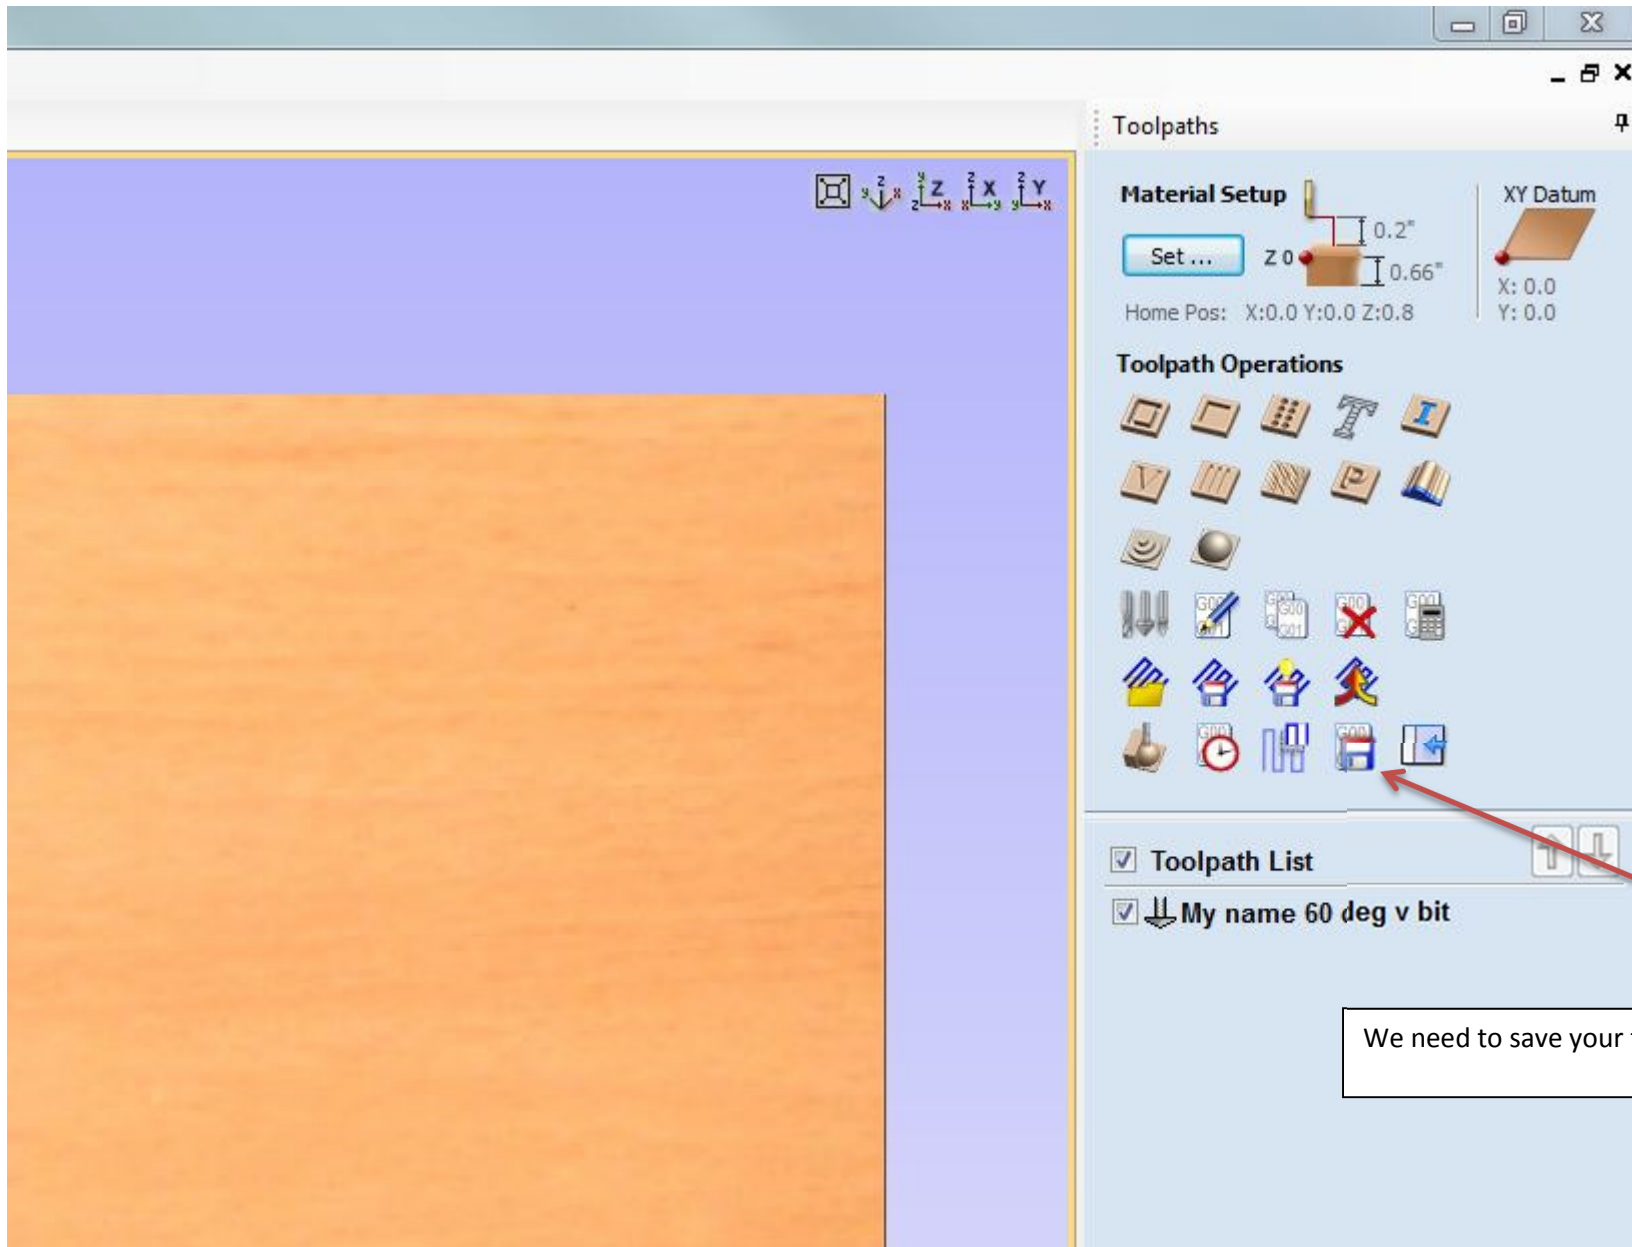 Toolpaths
Material Setup
XY Datum
0.2"
Set ...
Z 0
0.66"
X: 0.0
Home Pos: X:0.0 Y:0.0 Z:0.8
Y: 0.0
Toolpath Operations
Toolpath List
My name 60 deg v bit
We need to save your